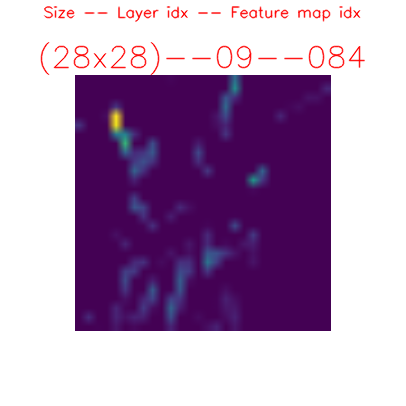 Size -- Layer idx -- Feature map idx
(28x28)--09--084